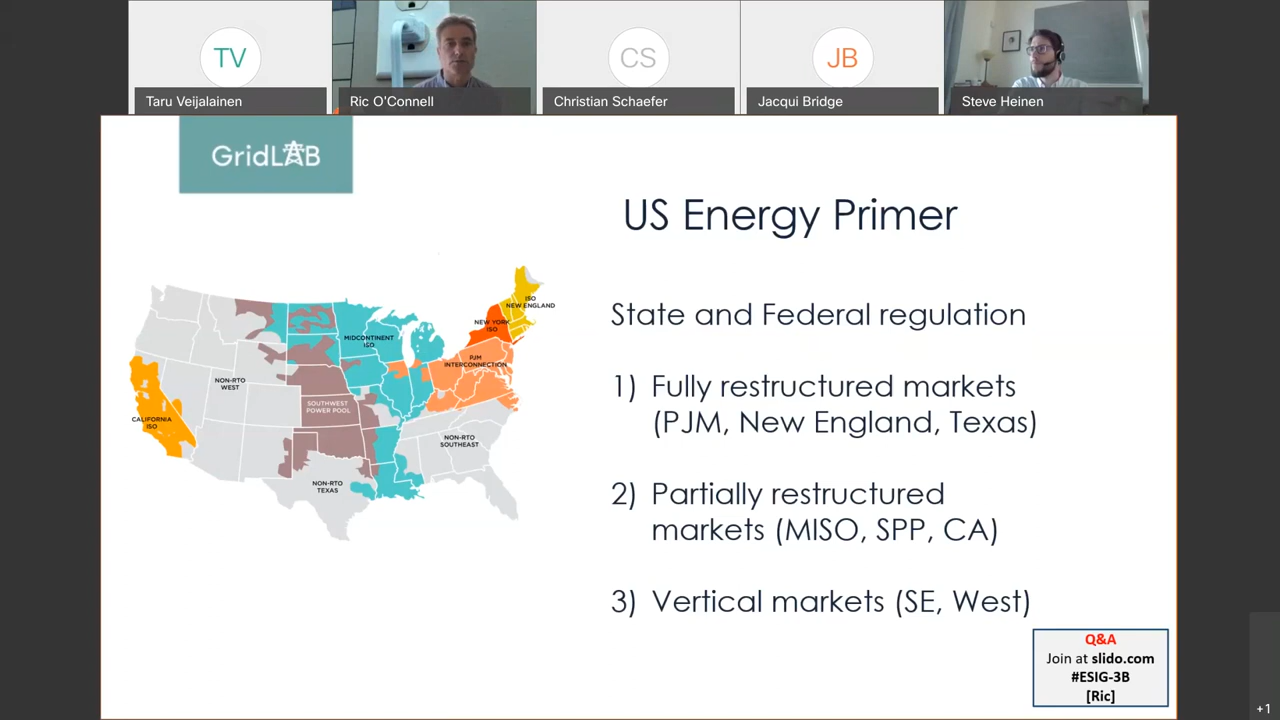 TV
CS
JB
Taru Veijalainen
Ric O'Connell
Christian Schaefer
Jacqui Bridge
Steve Heinen
GridLAB
US Energy Primer
State and Federal regulation
1) Fully restructured markets
(PJM, New England, Texas)
2) Partially restructured
markets (MISO, SPP, CA)
3) Vertical markets (SE, West)
ISO
NEW ENGLAND
NEW YORK
ISO
MIDCONTINENT
ISO
PJM
INTERCONNECTION
NON-RTO
WEST
SOUTHWEST
POWER POOL
CALIFORNIA
ISO
NON-RTO
SOUTHEAST
NON-RTO
TEXAS
Q&A
Join at slido.com
#ESIG-3B
[Ric]
+1